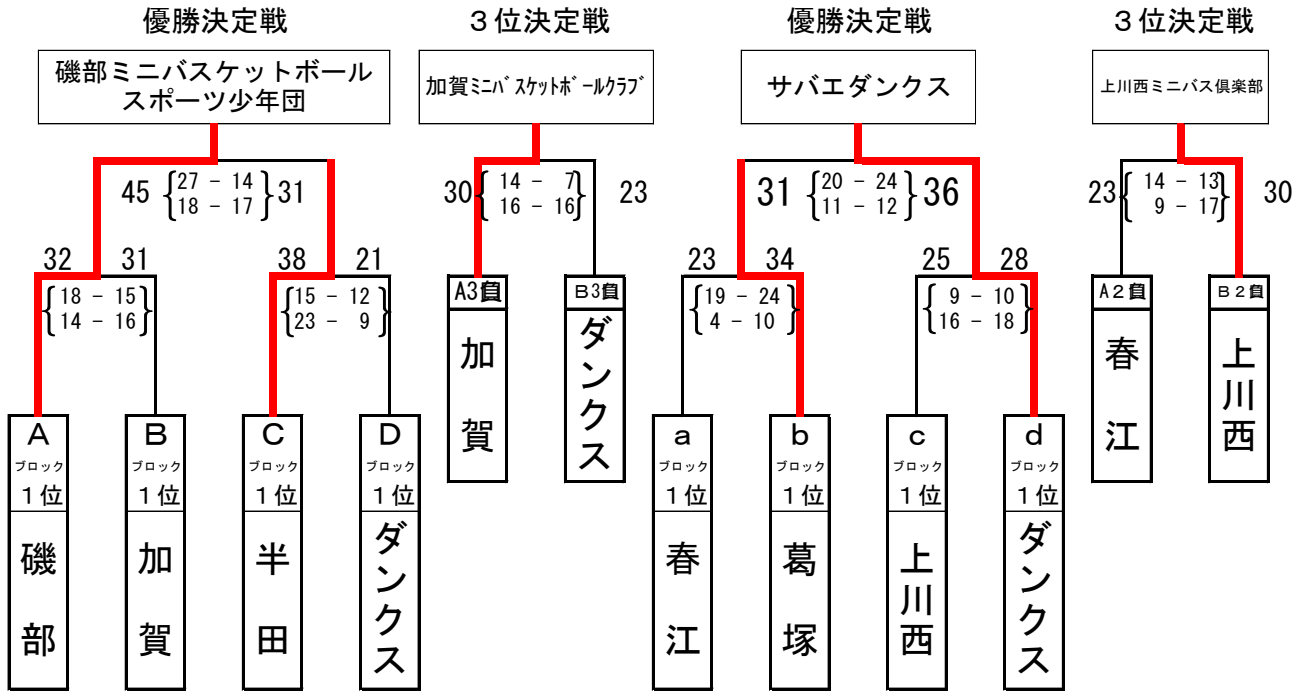 優勝決定戦
磯部ミニバスケットボール
スポーツ少年団
45 {27 - 14}31
18 - 17
32 31
18 - 15
14 - 16
38 21
15 - 12
23 - 9
A
ブロック
1位
磯部
B
ブロック
1位
加賀
C
ブロック
1位
半田
D
ブロック
1位
ダンクス
3位決定戦
加賀ミニバスケットボールクラブ
30{14 - 7} 23
16 - 16
A3負
加賀
B3負
ダンクス
優勝決定戦
サバエダンクス
31 {20 - 24}36
11 - 12
23 34
19 - 24
4 - 10
25 28
9 - 10
16 - 18
a
ブロック
1位
春江
b
ブロック
1位
葛塚
c
ブロック
1位
上川西
d
ブロック
1位
ダンクス
3位決定戦
上川西ミニバス倶楽部
23{14 - 13} 30
9 - 17
A2負
春江
B2負
上川西